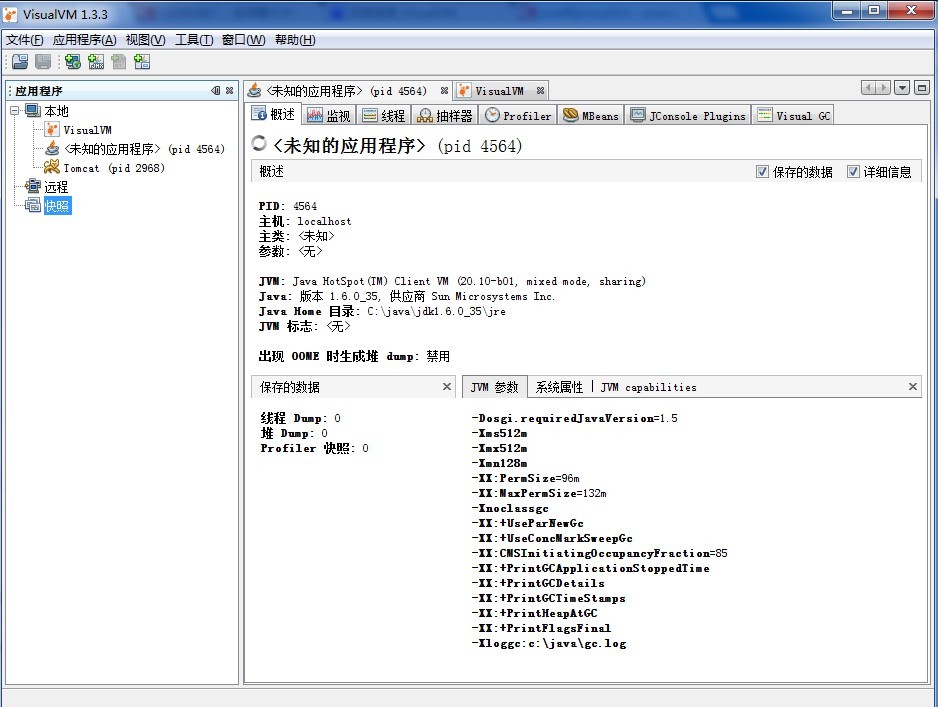 VisualVM 1.3.3
文件(F) 应用程序(A) 视图(V) 工具(T) 窗口(W) 帮助(H)
应用程序
本地
VisualVM
<未知的应用程序> (pid 4564)
Tomcat (pid 2968)
远程
快照
<未知的应用程序> (pid 4564) VisualVM
概述 监视 线程 抽样器 Profiler MBeans JConsole Plugins Visual GC
<未知的应用程序> (pid 4564)
概述 保存的数据 详细信息
PID: 4564
主机: localhost
主类: <未知>
参数: <无>
JVM: Java HotSpot(TM) Client VM (20.10-b01, mixed mode, sharing)
Java: 版本 1.6.0_35, 供应商 Sun Microsystems Inc.
Java Home 目录: C:\java\jdk1.6.0_35\jre
JVM 标志: <无>
出现 OOME 时生成堆 dump: 禁用
保存的数据
线程 Dump: 0
堆 Dump: 0
Profiler 快照: 0
JVM 参数 系统属性 JVM capabilities
-Dosgi.requiredJavaVersion=1.5
-Xms512m
-Xmx512m
-Xmn128m
-XX:PermSize=96m
-XX:MaxPermSize=132m
-Xnoclassgc
-XX:+UseParNewGc
-XX:+UseConcMarkSweepGc
-XX:CMSInitiatingOccupancyFraction=85
-XX:+PrintGCApplicationStoppedTime
-XX:+PrintGCDetails
-XX:+PrintGCTimeStamps
-XX:+PrintHeapAtGC
-XX:+PrintFlagsFinal
-Xloggc:c:\java\gc.log